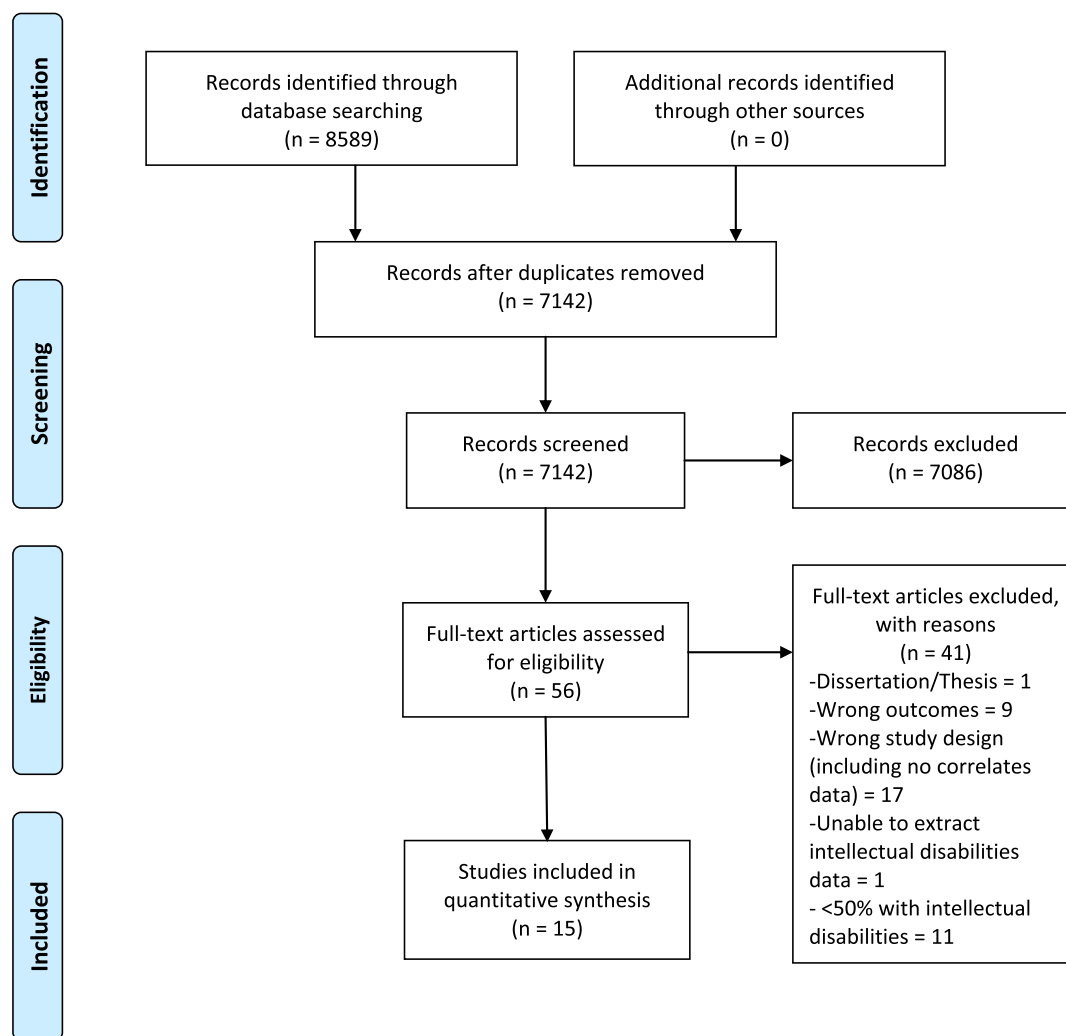 Identification
Records identified through
database searching
(n = 8589)
Additional records identified
through other sources
(n = 0)
Records after duplicates removed
(n = 7142)
Screening
Records screened
(n = 7142)
Records excluded
(n = 7086)
Eligibility
Full-text articles assessed
for eligibility
(n = 56)
Full-text articles excluded,
with reasons
(n = 41)
-Dissertation/Thesis = 1
-Wrong outcomes = 9
-Wrong study design
(including no correlates
data) = 17
-Unable to extract
intellectual disabilities
data = 1
- <50% with intellectual
disabilities = 11
Included
Studies included in
quantitative synthesis
(n = 15)